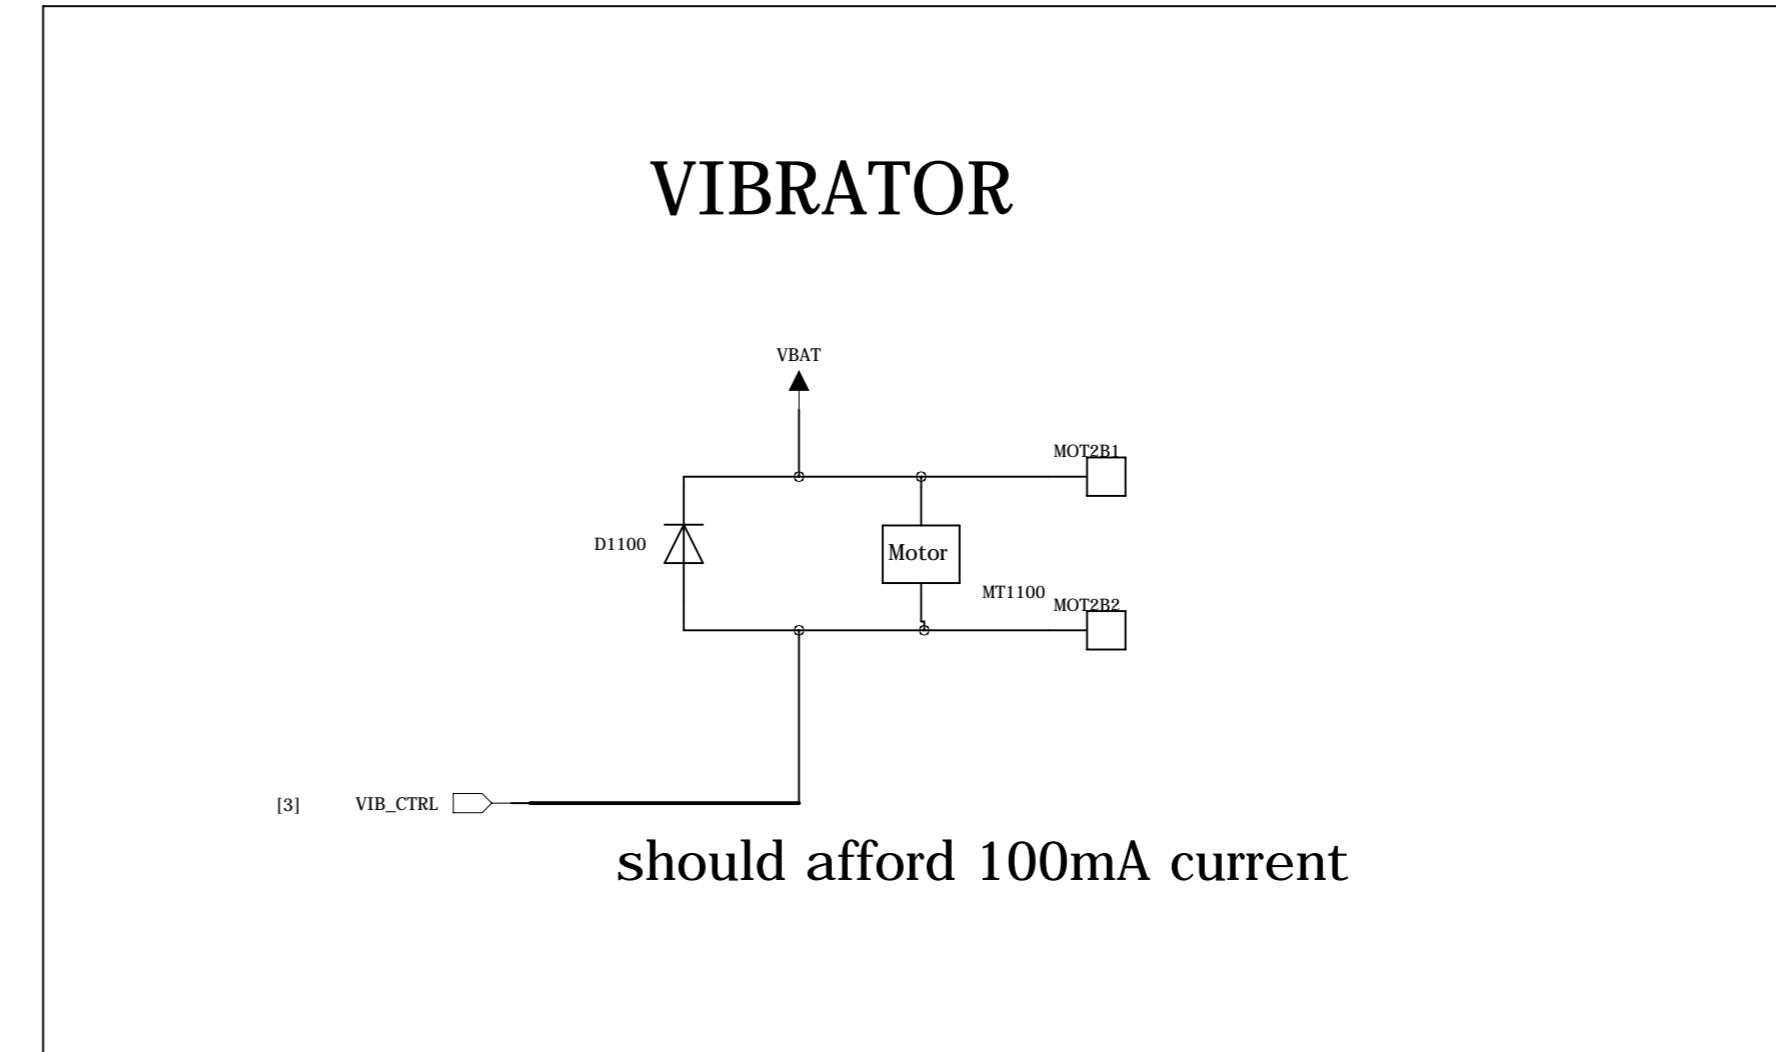 VIBRATOR
VBAT
MOT2B1
D1100
Motor
MT1100
MOT2B2
[3] VIB_CTRL
should afford 100mA current